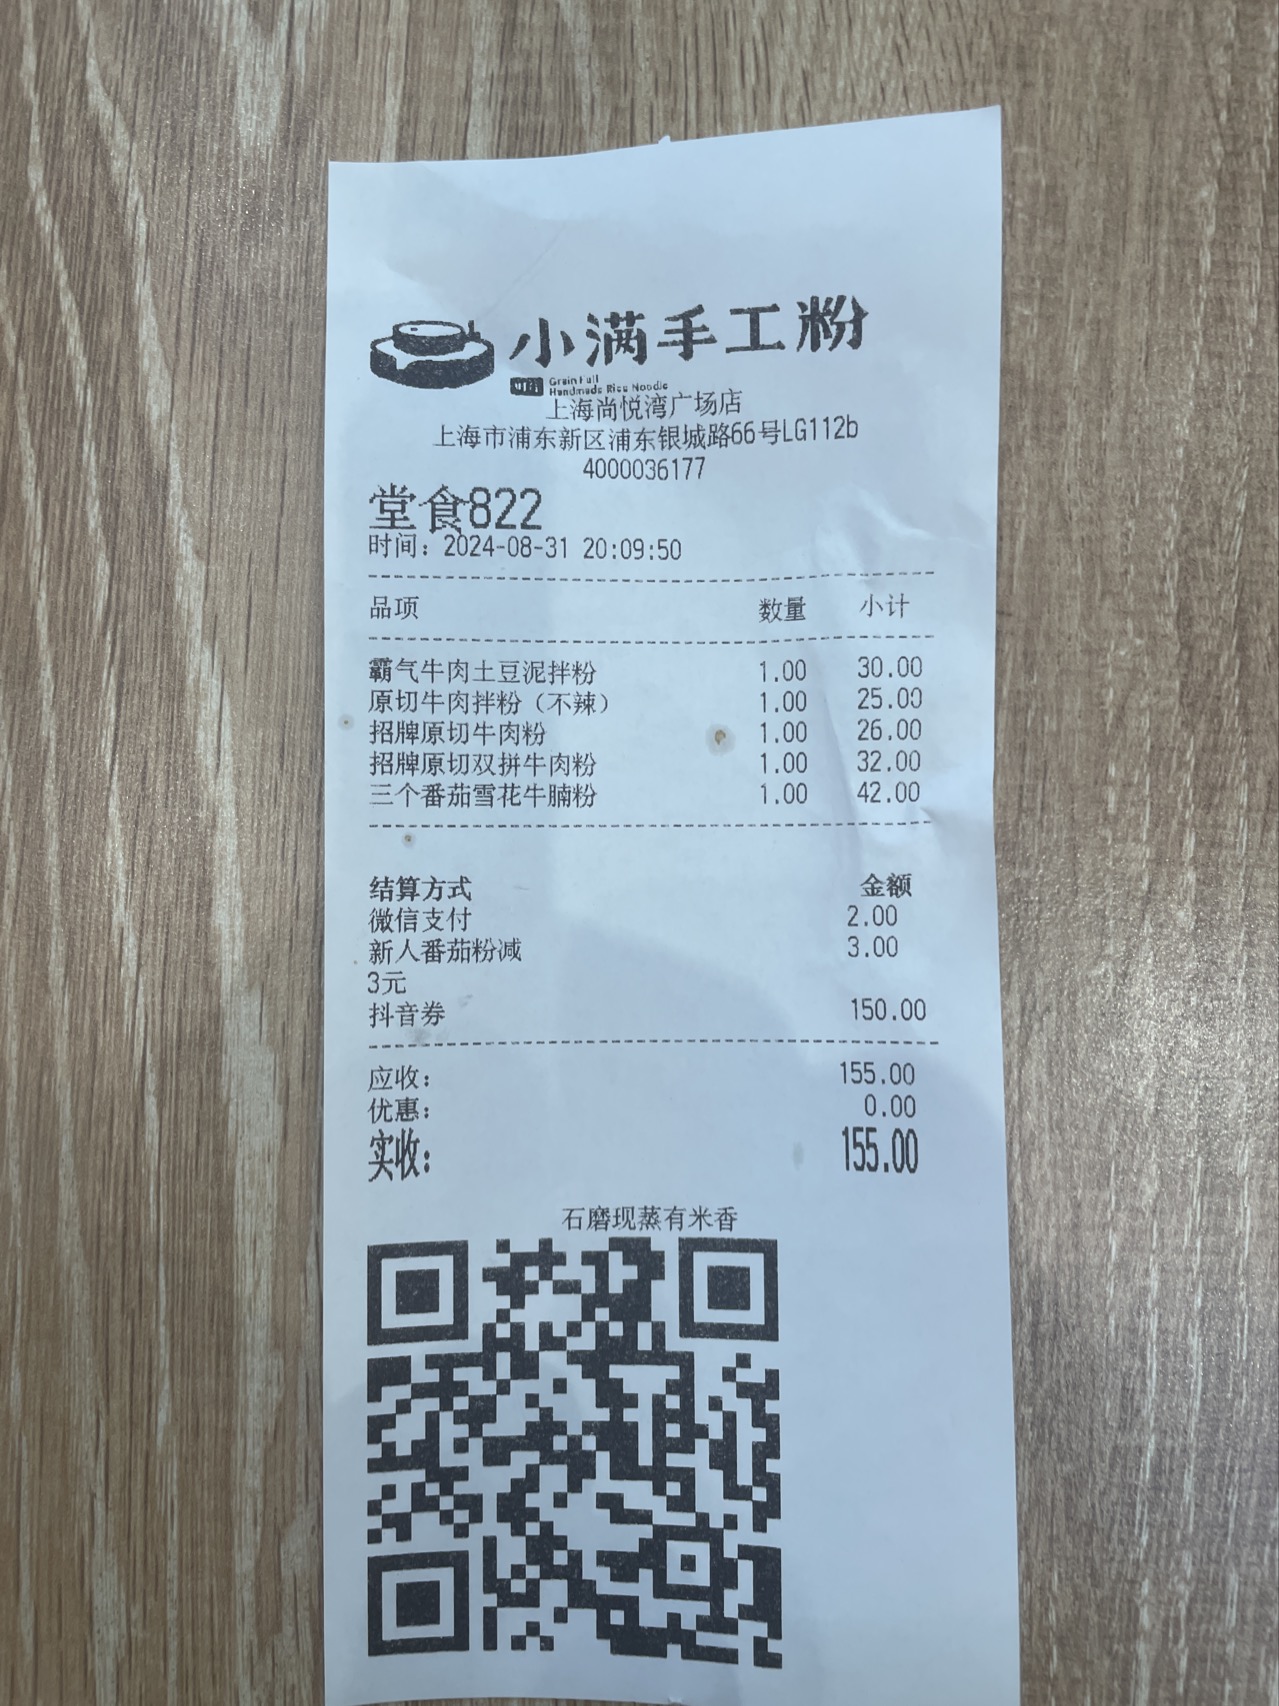 小满手工粉
Grain Full
Handmade Rice Noodle
上海尚悦湾广场店
上海市浦东新区浦东银城路66号LG112b
4000036177
堂食822
时间：2024-08-31 20:09:50
品项 数量 小计
霸气牛肉土豆泥拌粉 1.00 30.00
原切牛肉拌粉（不辣） 1.00 25.00
招牌原切牛肉粉 1.00 26.00
招牌原切双拼牛肉粉 1.00 32.00
三个番茄雪花牛腩粉 1.00 42.00
结算方式 金额
微信支付 2.00
新人番茄粉减 3.00
3元
抖音券 150.00
应收： 155.00
优惠： 0.00
实收： 155.00
石磨现蒸有米香